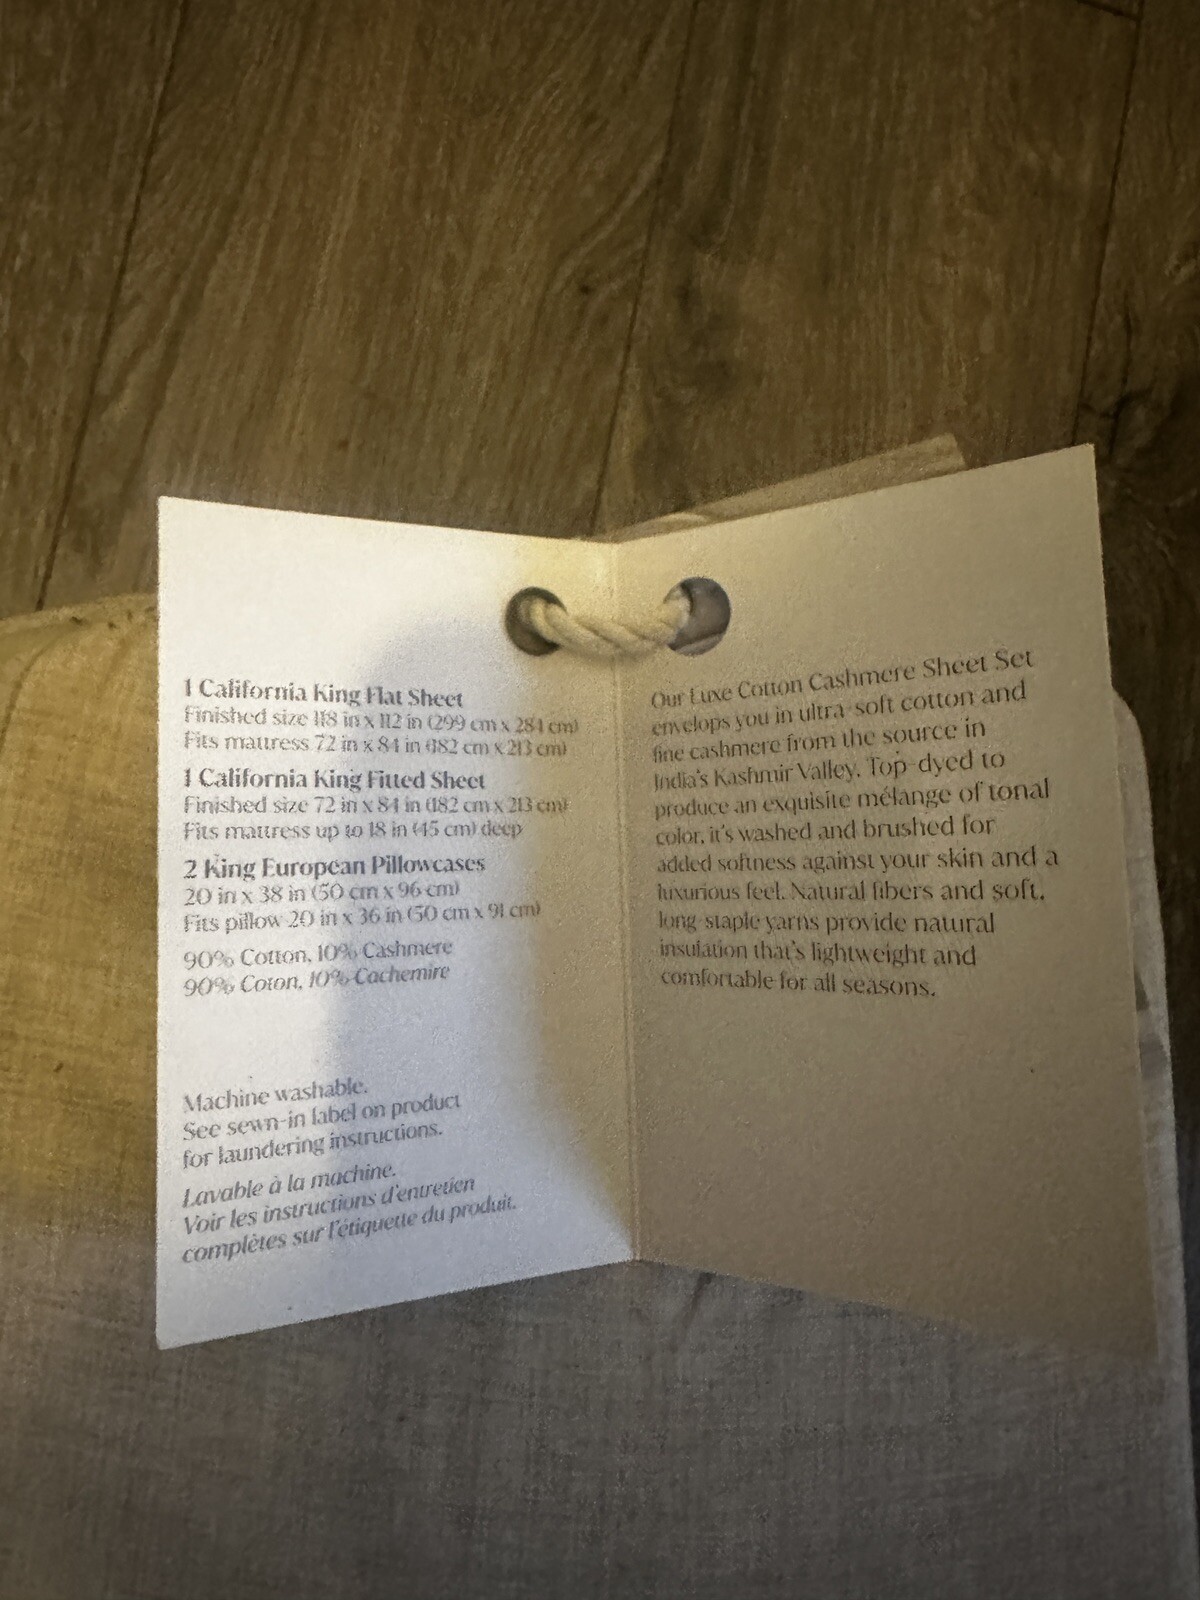 1 California King Flat Sheet
Finished size 118 in x 112 in (299 cm x 284 cm)
Fits mattress 72 in x 84 in (182 cm x 213 cm)
1 California King Fitted Sheet
Finished size 72 in x 84 in (182 cm x 213 cm)
Fits mattress up to 18 in (45 cm) deep
2 King European Pillowcases
20 in x 38 in (50 cm x 96 cm)
Fits pillow 20 in x 36 in (50 cm x 91 cm)
90% Cotton, 10% Cashmere
90% Coton, 10% Cachemire
Machine washable.
See sewn-in label on product
for laundering instructions.
Lavable à la machine.
Voir les instructions d'entretien
complètes sur l'étiquette du produit.
Our Luxe Cotton Cashmere Sheet Set
envelops you in ultra-soft cotton and
fine cashmere from the source in
India's Kashmir Valley. Top-dyed to
produce an exquisite mélange of tonal
color, it's washed and brushed for
added softness against your skin and a
luxurious feel. Natural fibers and soft,
long-staple yarns provide natural
insulation that's lightweight and
comfortable for all seasons.